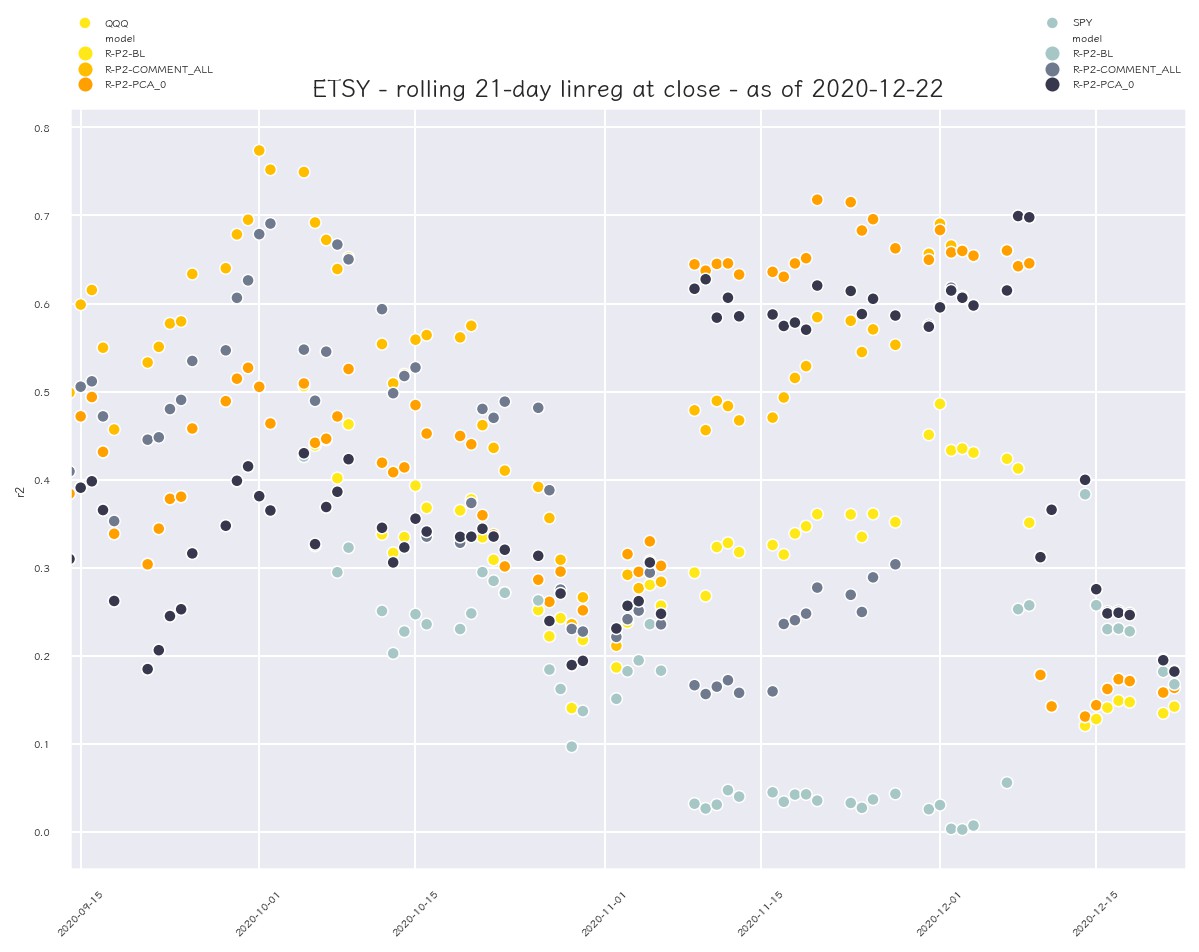 QQQ
model
R-P2-BL
R-P2-COMMENT_ALL
R-P2-PCA_0
SPY
model
R-P2-BL
R-P2-COMMENT_ALL
R-P2-PCA_0
ETSY - rolling 21-day linreg at close - as of 2020-12-22
r2
0.8
0.7
0.6
0.5
0.4
0.3
0.2
0.1
0.0
2020-09-15
2020-10-01
2020-10-15
2020-11-01
2020-11-15
2020-12-01
2020-12-15